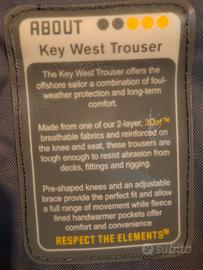 ABOUT
Key West Trouser
The Key West Trouser offers the
offshore sailor a combination of foul-
weather protection and long-term
comfort.
Made from one of our 2-layer, 3Dpt™
breathable fabrics and reinforced on
the knee and seat, these trousers are
tough enough to resist abrasion from
decks, fittings and rigging.
Pre-shaped knees and an adjustable
brace provide the perfect fit and allow
a full range of movement while fleece
lined handwarmer pockets offer
comfort and convenience
RESPECT THE ELEMENTS™
subito